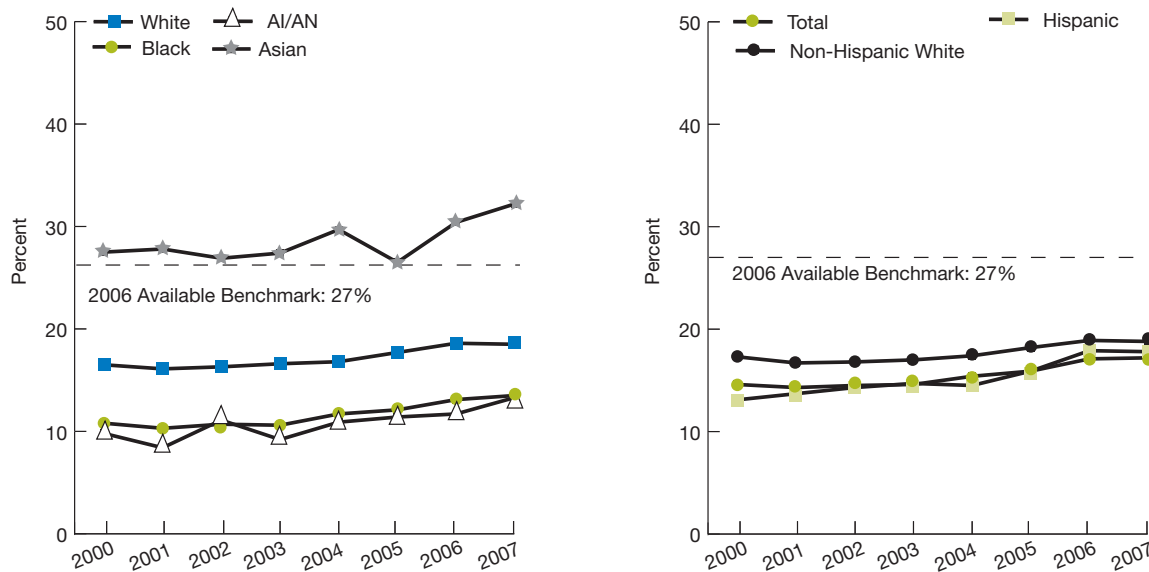 50
White
AI/AN
Black
Asian
40
30
Percent
2006 Available Benchmark: 27%
20
10
0
2000 2001 2002 2003 2004 2005 2006 2007
50
Total
Hispanic
Non-Hispanic White
40
30
Percent
2006 Available Benchmark: 27%
20
10
0
2000 2001 2002 2003 2004 2005 2006 2007